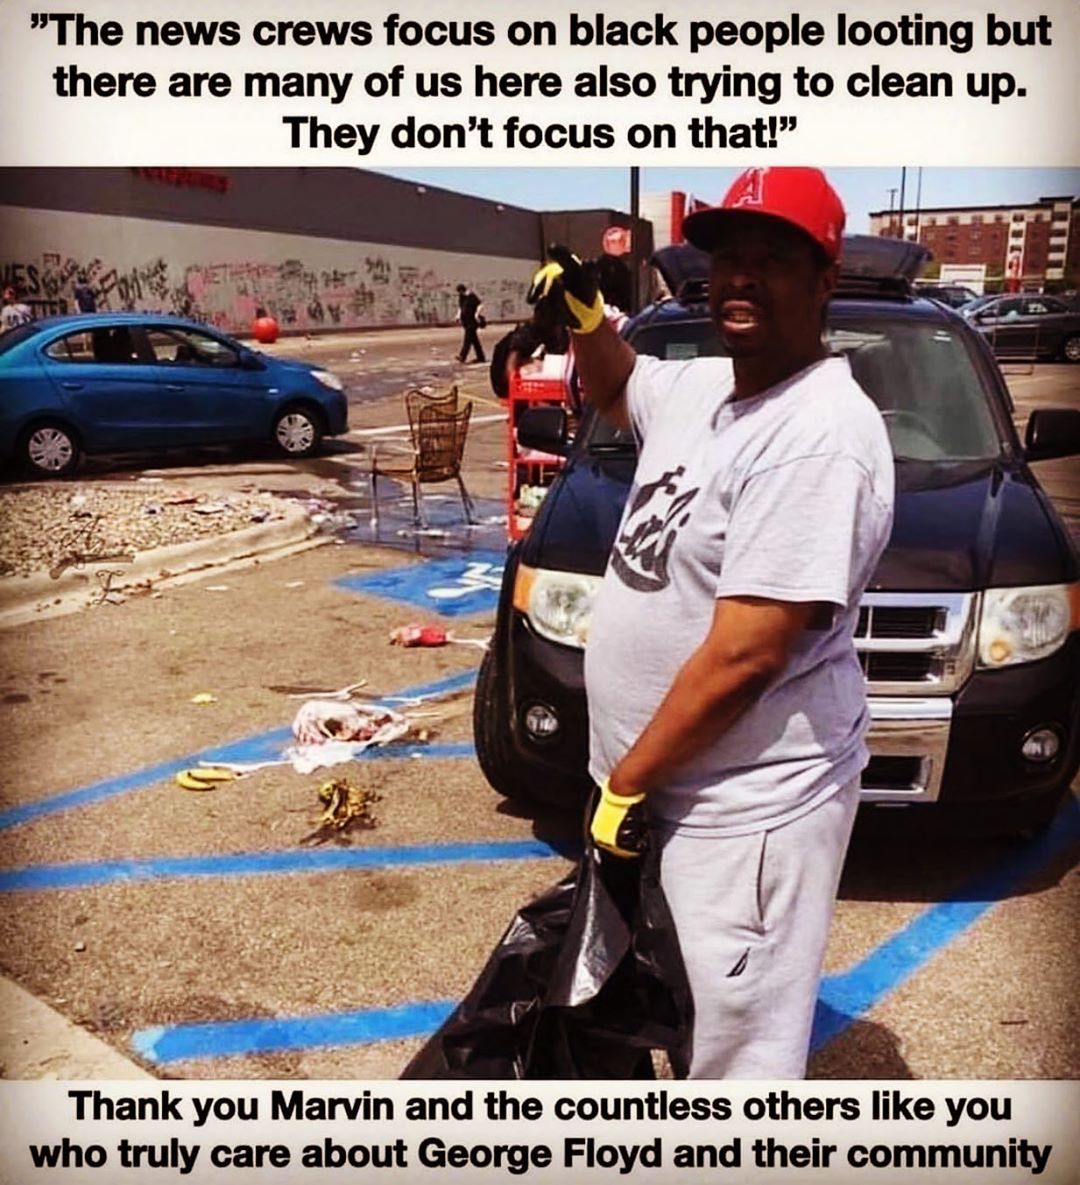 ”The news crews focus on black people looting but
there are many of us here also trying to clean up.
They don’t focus on that!”
A
Thank you Marvin and the countless others like you
who truly care about George Floyd and their community